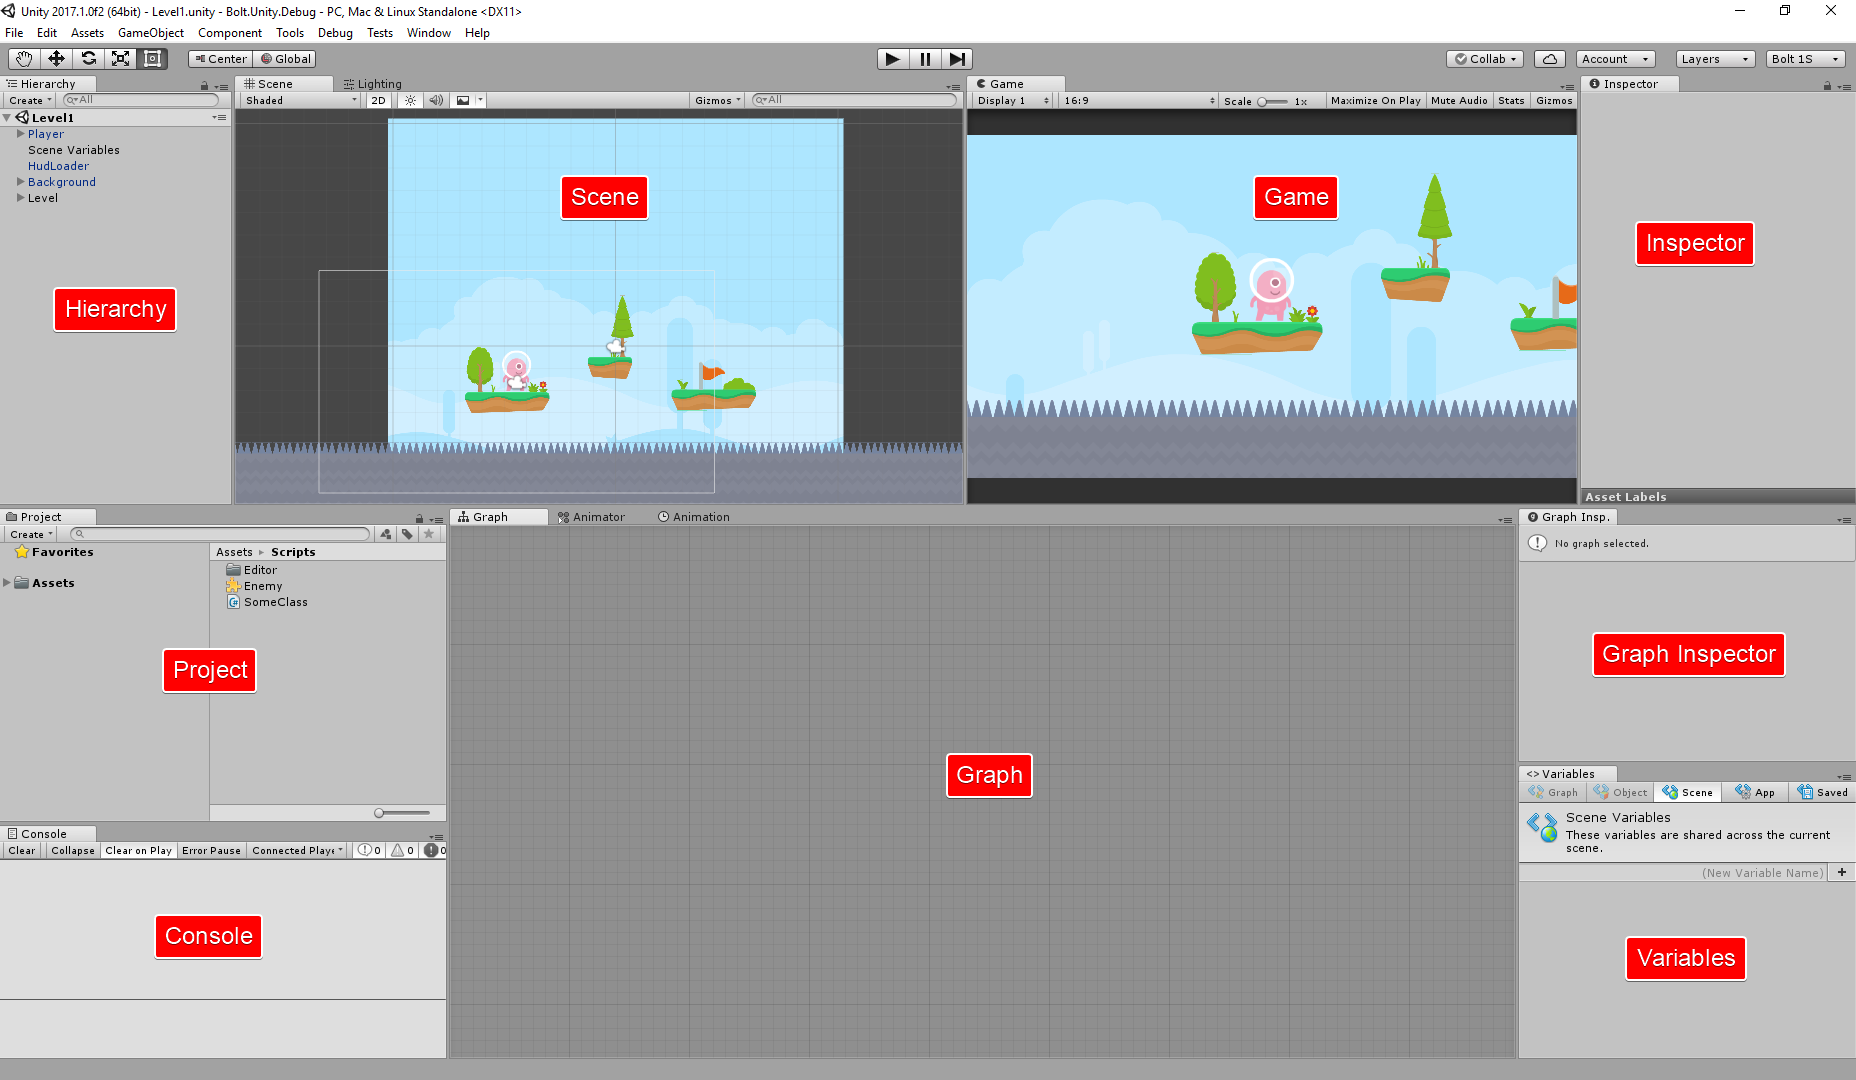 Unity 2017.1.0f2 (64bit) - Level1.unity - Bolt.Unity.Debug - PC, Mac & Linux Standalone <DX11>
File Edit Assets GameObject Component Tools Debug Tests Window Help
Center Global Collab Account Layers Bolt 1S
Hierarchy
Create All
Level1
Player
Scene Variables
HudLoader
Background
Level
Hierarchy
Scene Lighting
Shaded 2D Gizmos All
Scene
Game
Display 1 16:9 Scale 1x Maximize On Play Mute Audio Stats Gizmos
Game
Inspector
Inspector
Asset Labels
Project
Create
Favorites
Assets
Assets Scripts
Editor
Enemy
SomeClass
Project
Console
Clear Collapse Clear on Play Error Pause Connected Playe 0 0 0
Console
Graph Animator Animation
Graph
Graph Insp.
No graph selected.
Graph Inspector
<> Variables
Graph Object Scene App Saved
Scene Variables
These variables are shared across the current
scene.
(New Variable Name) +
Variables